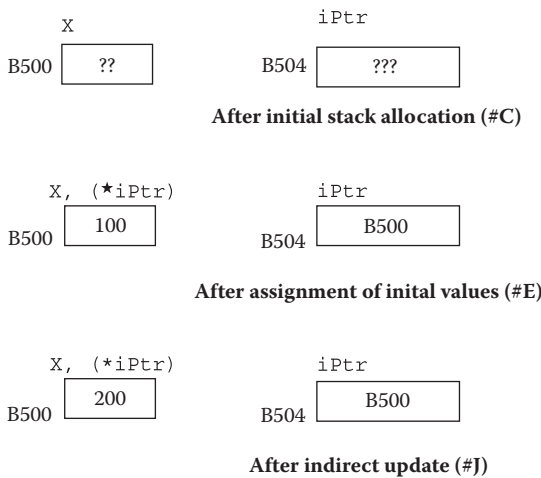 X iPtr
B500 ?? B504 ???
After initial stack allocation (#C)
X, (★iPtr) iPtr
B500 100 B504 B500
After assignment of inital values (#E)
X, (*iPtr) iPtr
B500 200 B504 B500
After indirect update (#J)